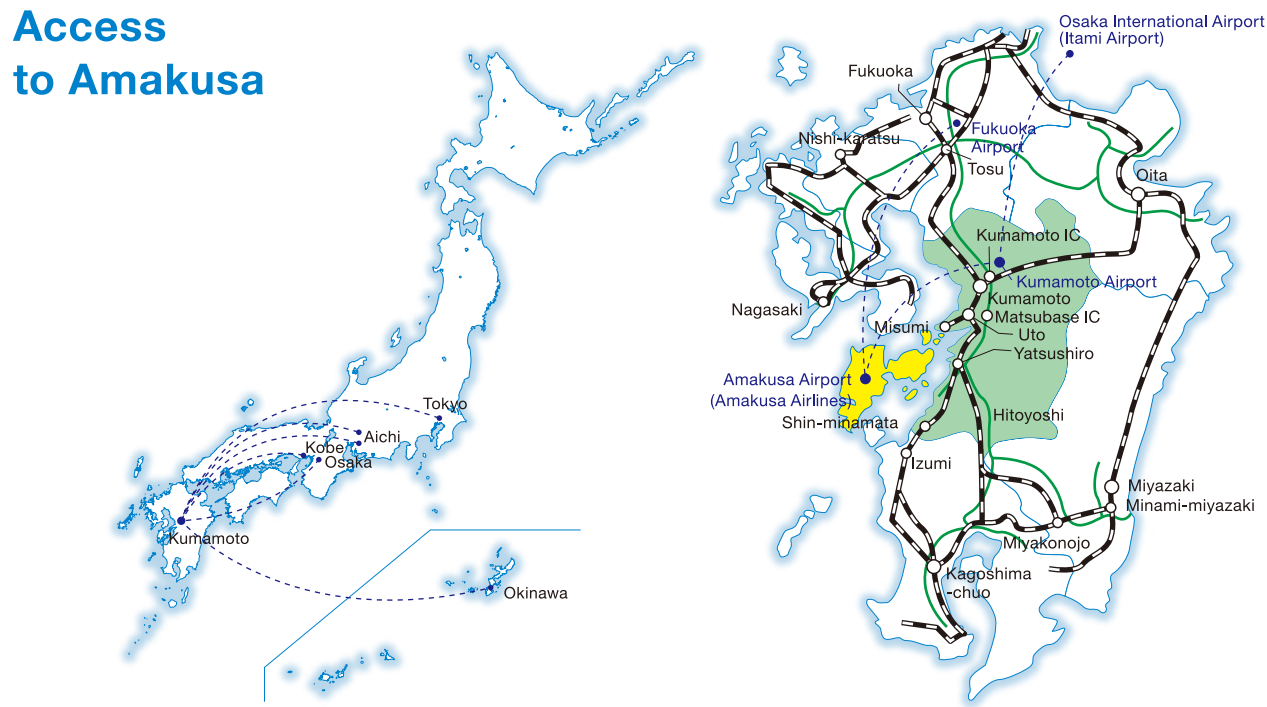 Access
to Amakusa
Tokyo
Aichi
Kobe
Osaka
Kumamoto
Okinawa
Osaka International Airport
(Itami Airport)
Fukuoka
Fukuoka
Airport
Nishi-karatsu
Tosu
Oita
Kumamoto IC
Kumamoto Airport
Nagasaki
Kumamoto
Matsubase IC
Misumi
Uto
Yatsushiro
Amakusa Airport
(Amakusa Airlines)
Shin-minamata
Hitoyoshi
Izumi
Miyazaki
Minami-miyazaki
Miyakonojo
Kagoshima
-chuo